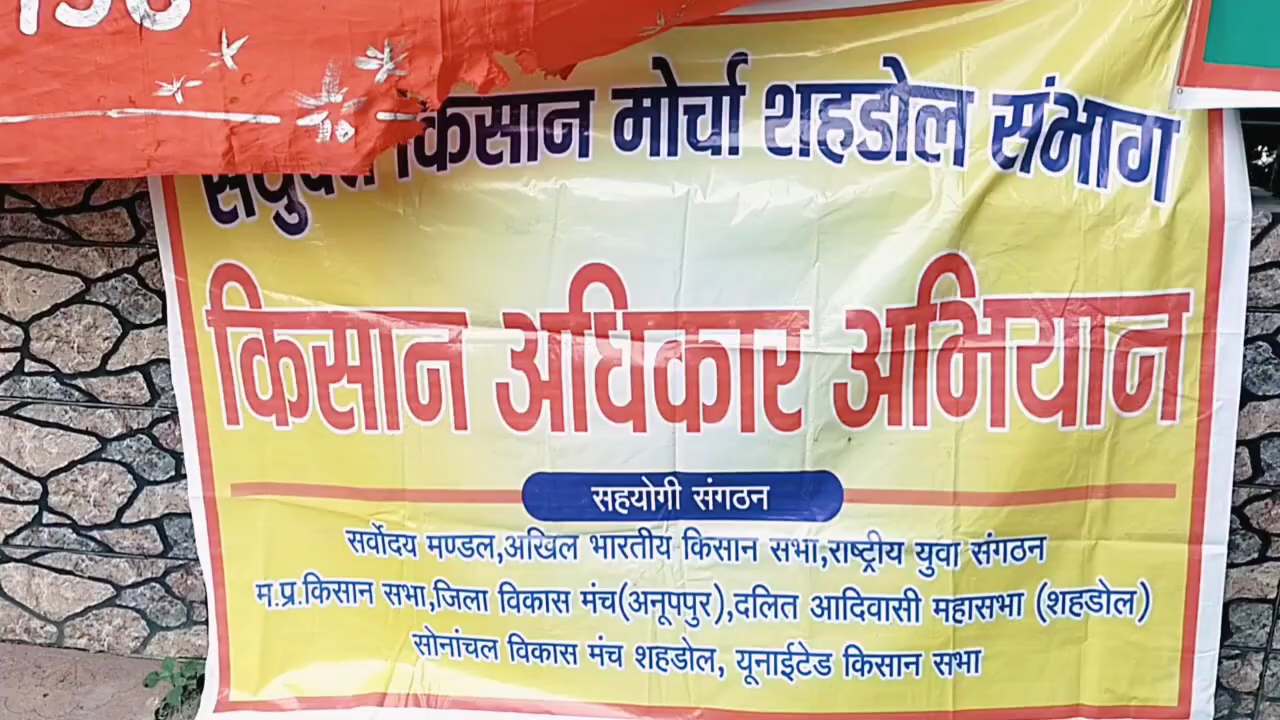 संयुक्त किसान मोर्चा शहडोल संभाग
किसान अधिकार अभियान
सहयोगी संगठन
सर्वोदय मण्डल,अखिल भारतीय किसान सभा,राष्ट्रीय युवा संगठन
म.प्र.किसान सभा,जिला विकास मंच(अनूपपुर),दलित आदिवासी महासभा (शहडोल)
सोनांचल विकास मंच शहडोल, यूनाईटेड किसान सभा